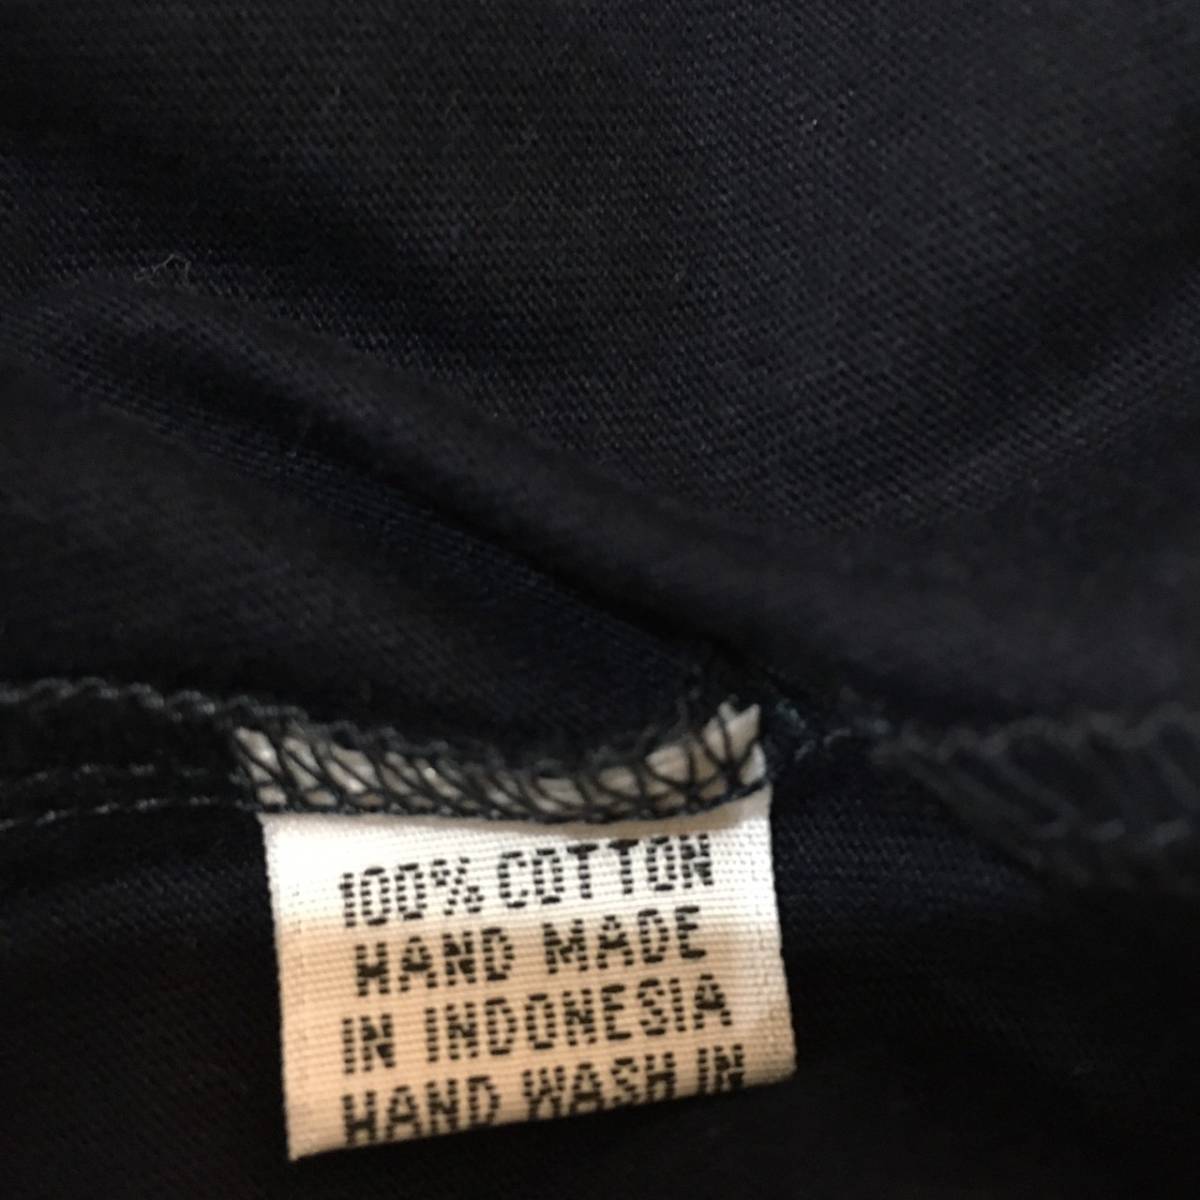 100% COTTON
HAND MADE
IN INDONESIA
HAND WASH IN